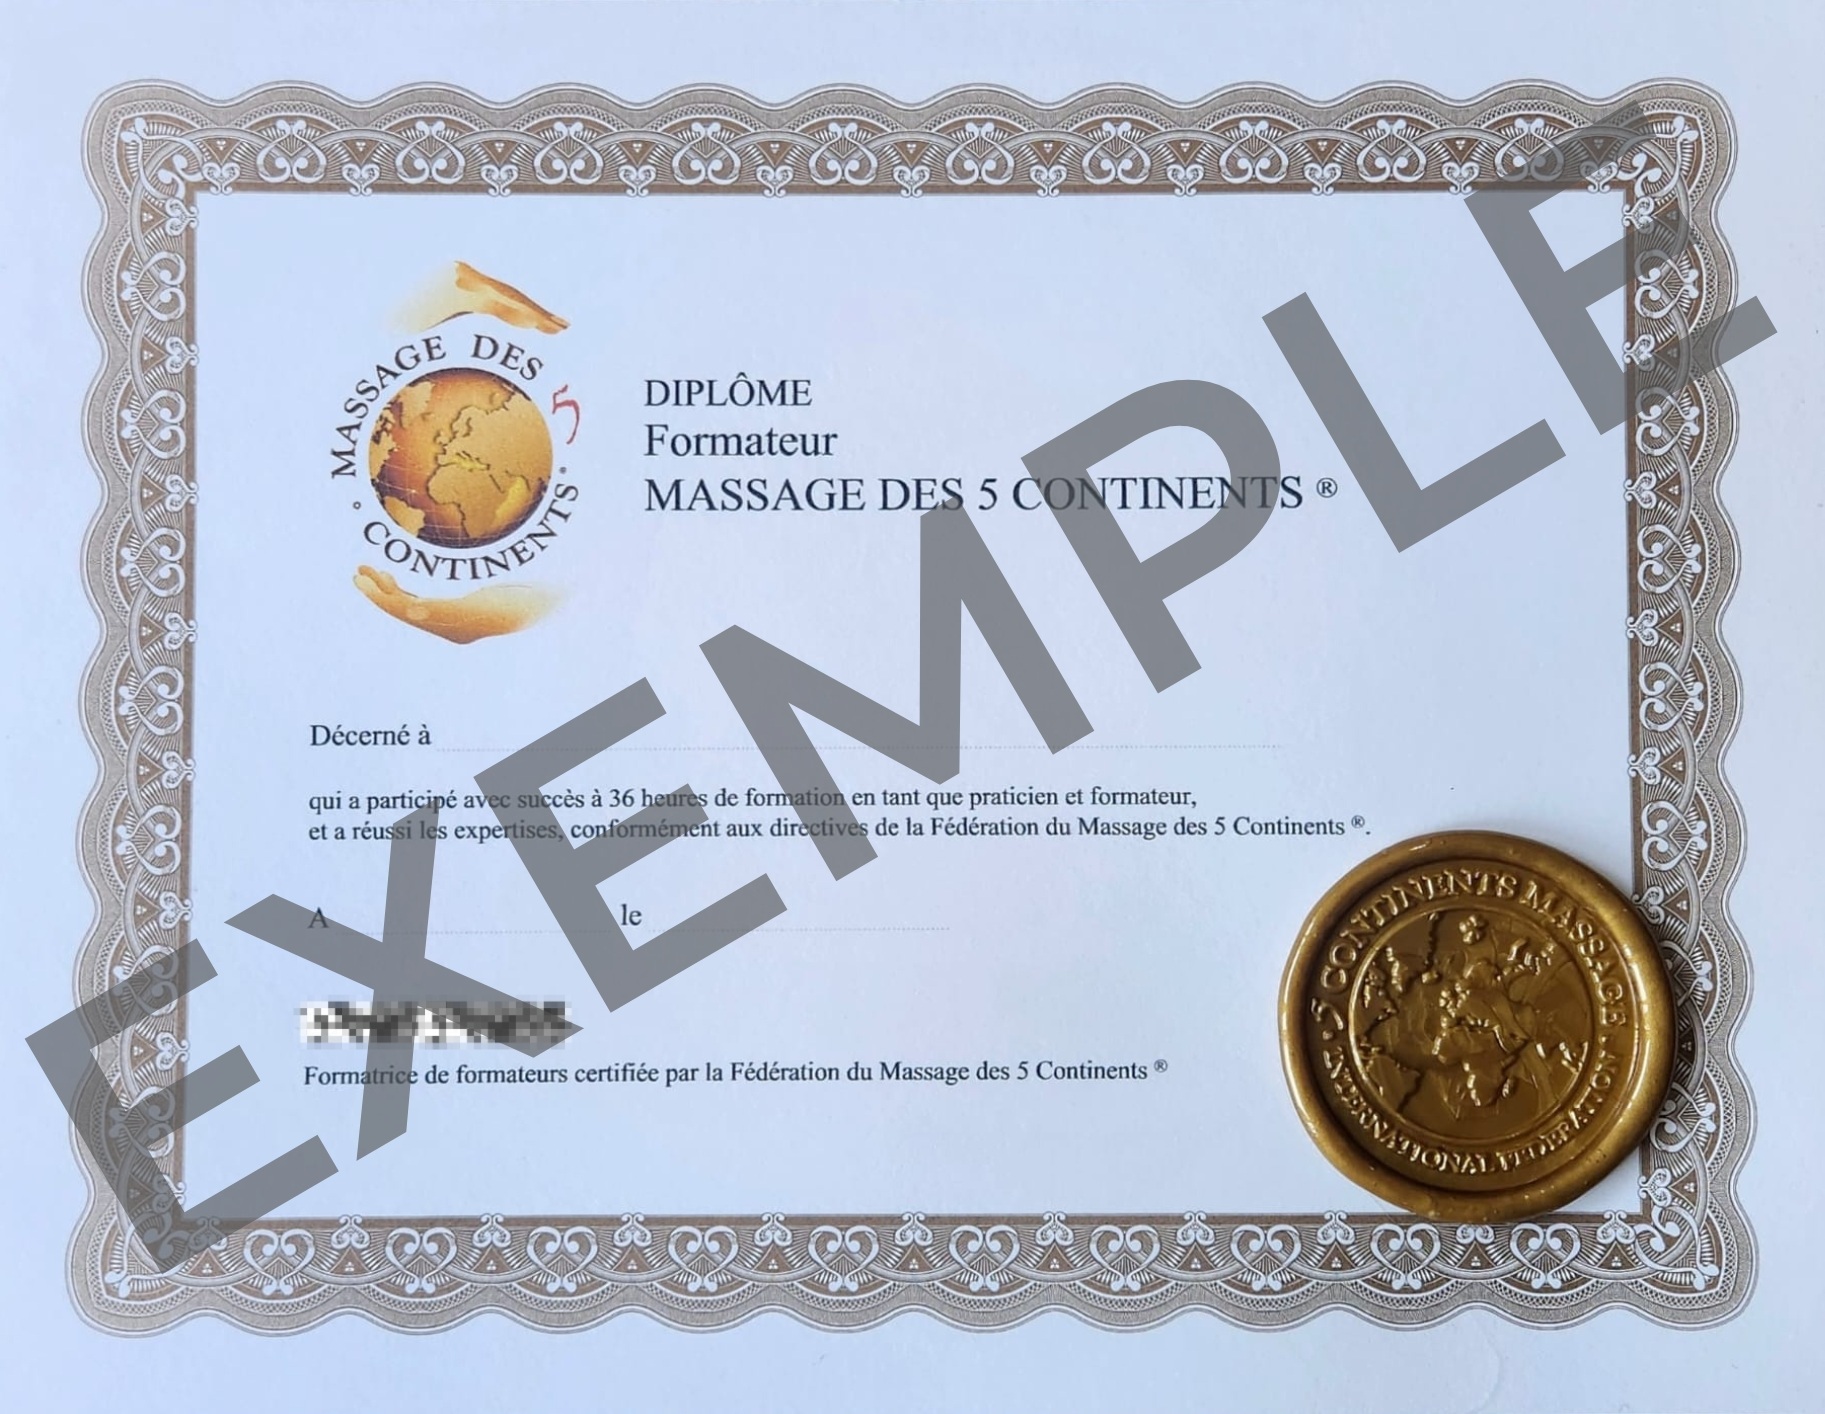 MASSAGE DES 5
CONTINENTS
DIPLÔME
Formateur
MASSAGE DES 5 CONTINENTS ®
Décerné à
qui a participé avec succès à 36 heures de formation en tant que praticien et formateur,
et a réussi les expertises, conformément aux directives de la Fédération du Massage des 5 Continents ®.
A le
Formatrice de formateurs certifiée par la Fédération du Massage des 5 Continents ®
5 CONTINENTS MASSAGE
INTERNATIONAL FEDERATION
EXEMPLE